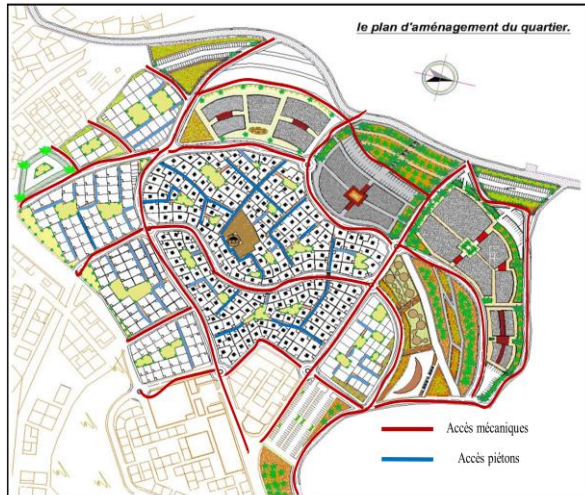 le plan d'aménagement du quartier.
Accès mécaniques
Accès piétons